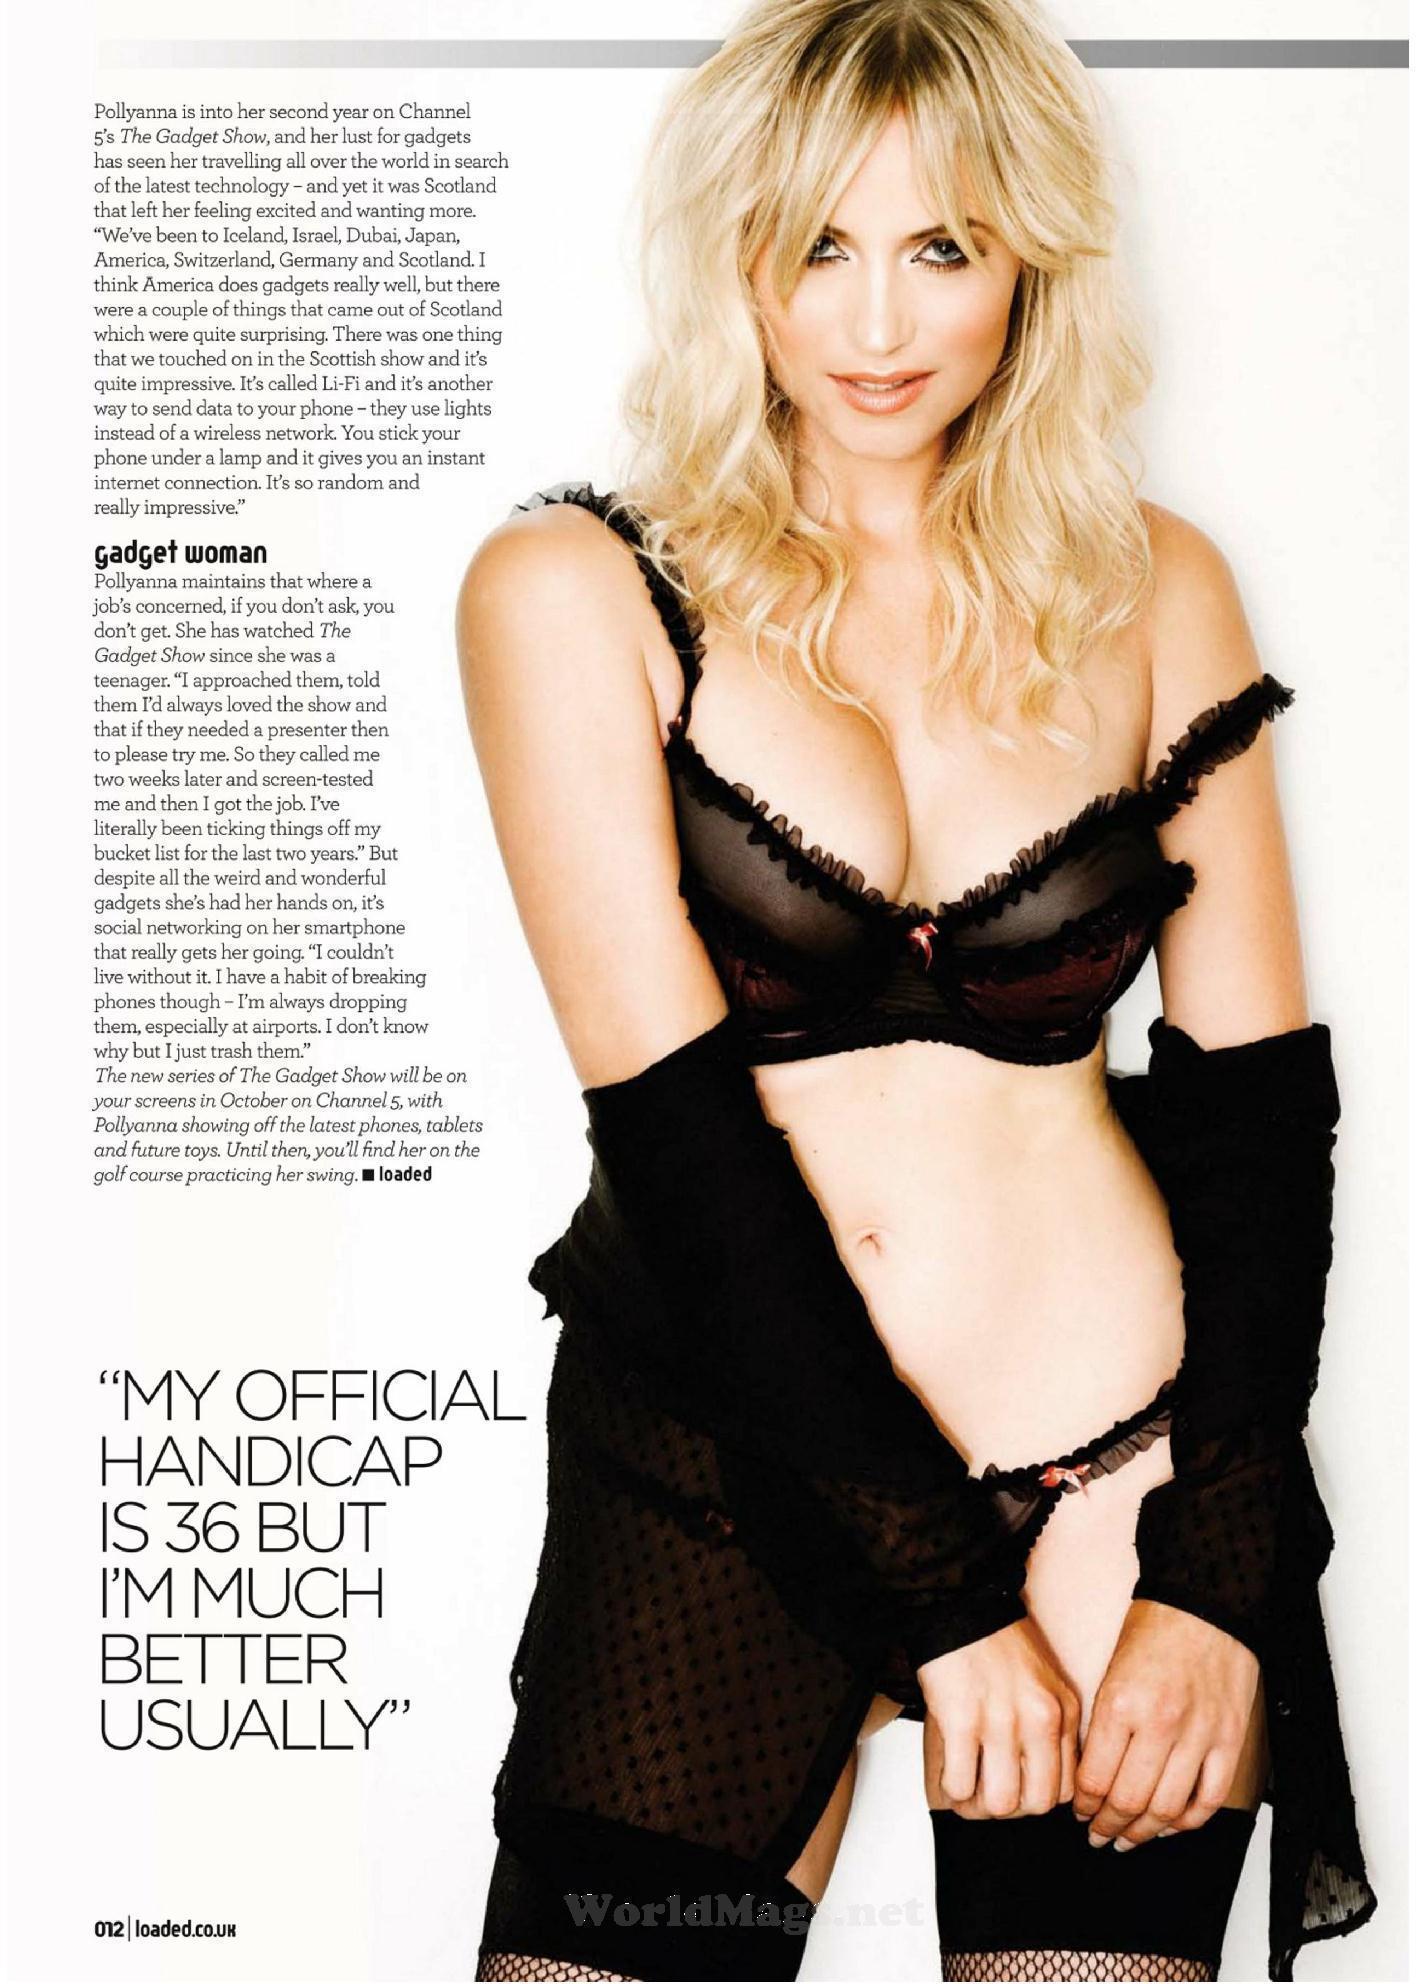 Pollyanna is into her second year on Channel
5’s The Gadget Show, and her lust for gadgets
has seen her travelling all over the world in search
of the latest technology – and yet it was Scotland
that left her feeling excited and wanting more.
“We’ve been to Iceland, Israel, Dubai, Japan,
America, Switzerland, Germany and Scotland. I
think America does gadgets really well, but there
were a couple of things that came out of Scotland
which were quite surprising. There was one thing
that we touched on in the Scottish show and it’s
quite impressive. It’s called Li-Fi and it’s another
way to send data to your phone – they use lights
instead of a wireless network. You stick your
phone under a lamp and it gives you an instant
internet connection. It’s so random and
really impressive.”
gadget woman
Pollyanna maintains that where a
job’s concerned, if you don’t ask, you
don’t get. She has watched The
Gadget Show since she was a
teenager. “I approached them, told
them I’d always loved the show and
that if they needed a presenter then
to please try me. So they called me
two weeks later and screen-tested
me and then I got the job. I’ve
literally been ticking things off my
bucket list for the last two years.” But
despite all the weird and wonderful
gadgets she’s had her hands on, it’s
social networking on her smartphone
that really gets her going. “I couldn’t
live without it. I have a habit of breaking
phones though – I’m always dropping
them, especially at airports. I don’t know
why but I just trash them.”
The new series of The Gadget Show will be on
your screens in October on Channel 5, with
Pollyanna showing off the latest phones, tablets
and future toys. Until then, you’ll find her on the
golf course practicing her swing. ■ loaded
“MY OFFICIAL
HANDICAP
IS 36 BUT
I’M MUCH
BETTER
USUALLY”
012 | loaded.co.uk
WorldMags.net